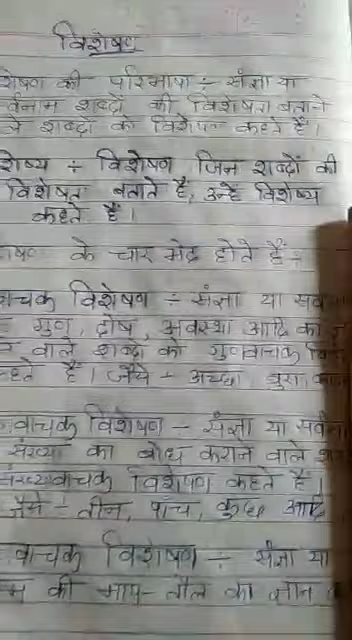 विशेषण
शेषण की परिभाषा ÷ संज्ञा या
र्वनाम शब्दों की विशेषता बताने
ले शब्दों को विशेषण कहते हैं।
शेष्य ÷ विशेषण जिन शब्दों की
विशेषता बताते है, उन्हे विशेष्य
कहते है।
षण के चार भेद होते हैं ÷
वाचक विशेषण ÷ संज्ञा या सर्व
गुण, दोष, अवस्था आदि का
वाले शब्दों को गुणवाचक
कहते हैं। जैसे - अच्छा, बुरा,
वाचक विशेषण - संज्ञा या सर्वना
संख्या का बोध कराने वाले श
संख्यावाचक विशेषण कहते हैं।
जैसे - तीन, पाँच, कुछ आदि
वाचक विशेषण ÷ संज्ञा या
म की माप-तौल का ज्ञान